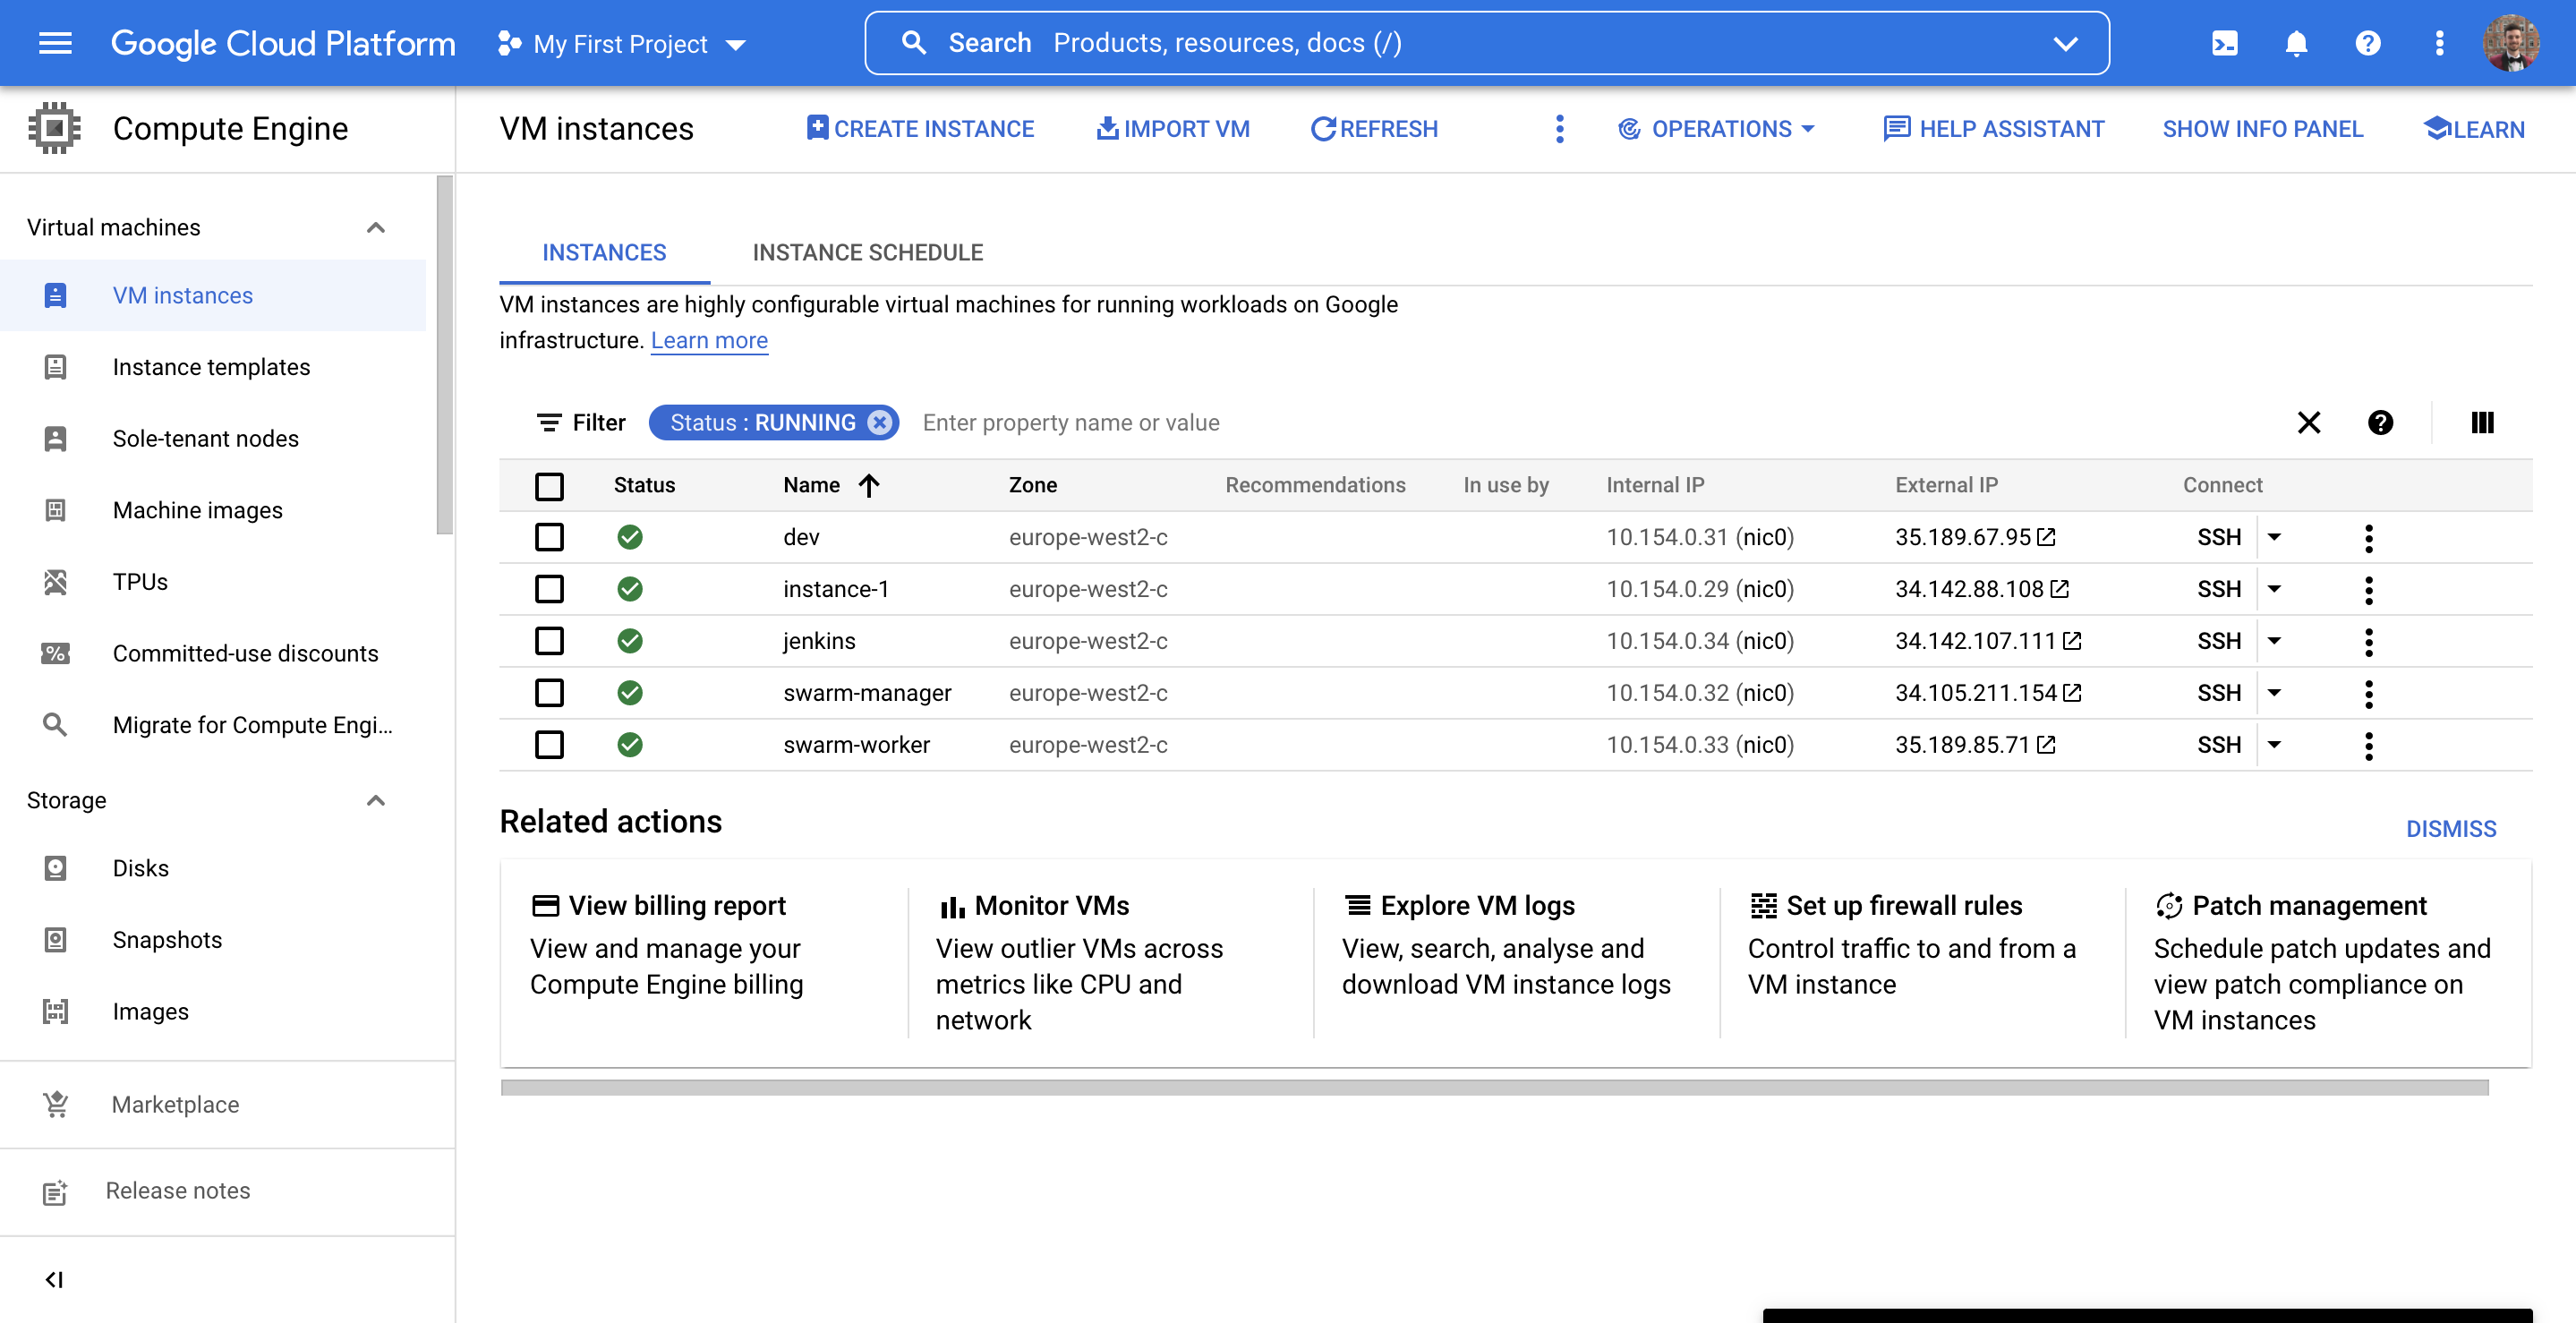 Google Cloud Platform
My First Project
Search Products, resources, docs (/)
Compute Engine
Virtual machines
VM instances
Instance templates
Sole-tenant nodes
Machine images
TPUs
Committed-use discounts
Migrate for Compute Engi...
Storage
Disks
Snapshots
Images
Marketplace
Release notes
VM instances
CREATE INSTANCE
IMPORT VM
REFRESH
OPERATIONS
HELP ASSISTANT
SHOW INFO PANEL
LEARN
INSTANCES
INSTANCE SCHEDULE
VM instances are highly configurable virtual machines for running workloads on Google
infrastructure. Learn more
Filter Status : RUNNING Enter property name or value
Status Name Zone Recommendations In use by Internal IP External IP Connect
dev europe-west2-c 10.154.0.31 (nic0) 35.189.67.95 SSH
instance-1 europe-west2-c 10.154.0.29 (nic0) 34.142.88.108 SSH
jenkins europe-west2-c 10.154.0.34 (nic0) 34.142.107.111 SSH
swarm-manager europe-west2-c 10.154.0.32 (nic0) 34.105.211.154 SSH
swarm-worker europe-west2-c 10.154.0.33 (nic0) 35.189.85.71 SSH
Related actions
DISMISS
View billing report
View and manage your
Compute Engine billing
Monitor VMs
View outlier VMs across
metrics like CPU and
network
Explore VM logs
View, search, analyse and
download VM instance logs
Set up firewall rules
Control traffic to and from a
VM instance
Patch management
Schedule patch updates and
view patch compliance on
VM instances